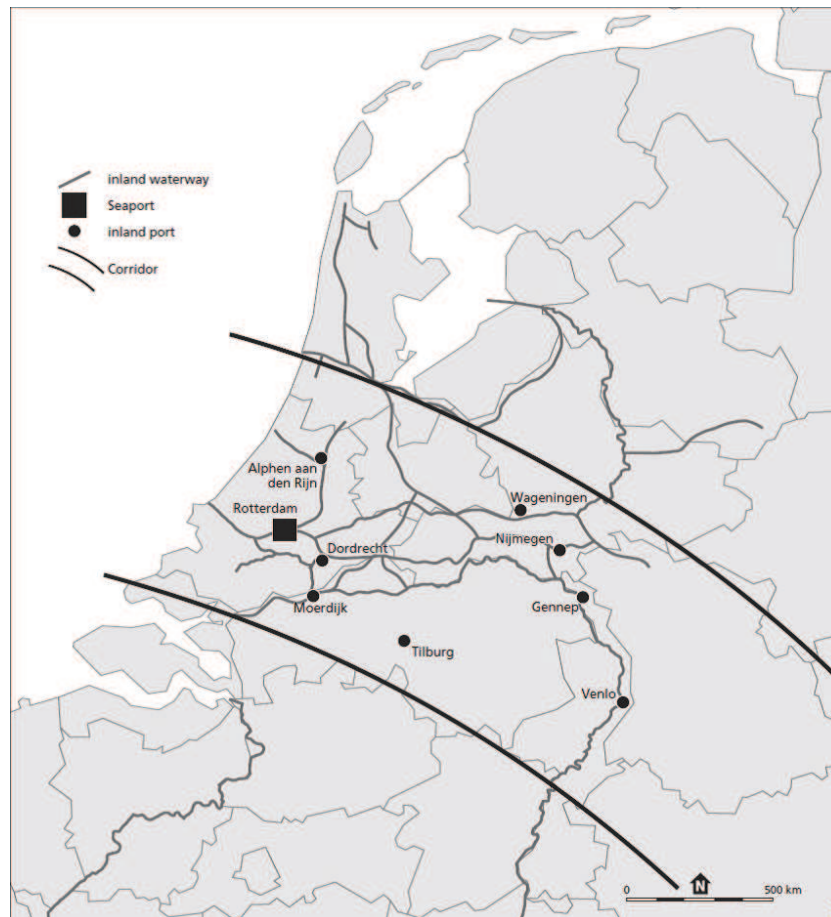 inland waterway
Seaport
inland port
Corridor
Alphen aan
den Rijn
Rotterdam
Wageningen
Nijmegen
Dordrecht
Moerdijk
Gennep
Tilburg
Venlo
N
0 500 km